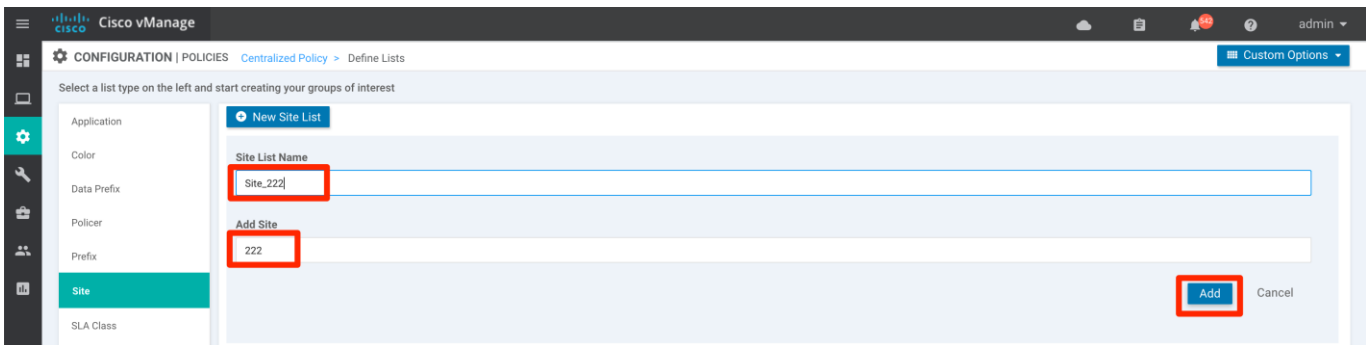 cisco Cisco vManage 542 admin
CONFIGURATION | POLICIES Centralized Policy > Define Lists Custom Options
Select a list type on the left and start creating your groups of interest
Application
Color
Data Prefix
Policer
Prefix
Site
SLA Class
New Site List
Site List Name
Site_222
Add Site
222
Add Cancel